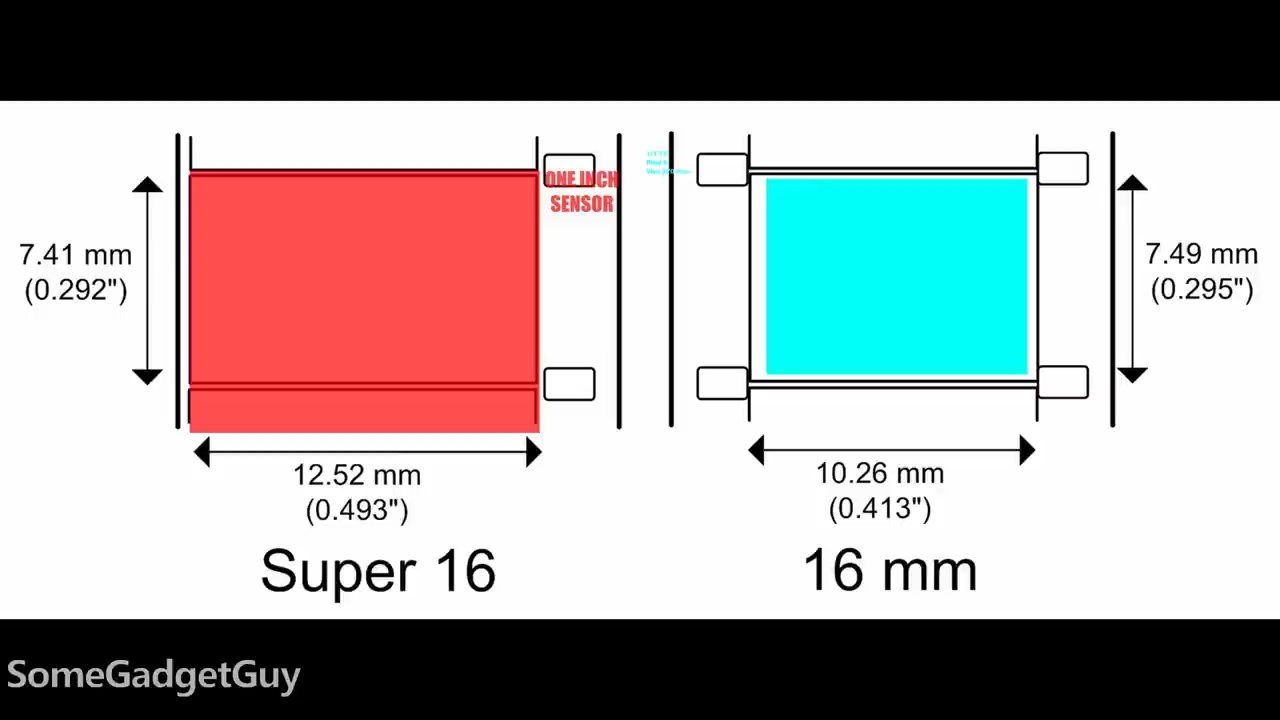 ONE INCH
SENSOR
7.41 mm
(0.292")
12.52 mm
(0.493")
Super 16
7.49 mm
(0.295")
10.26 mm
(0.413")
16 mm
SomeGadgetGuy